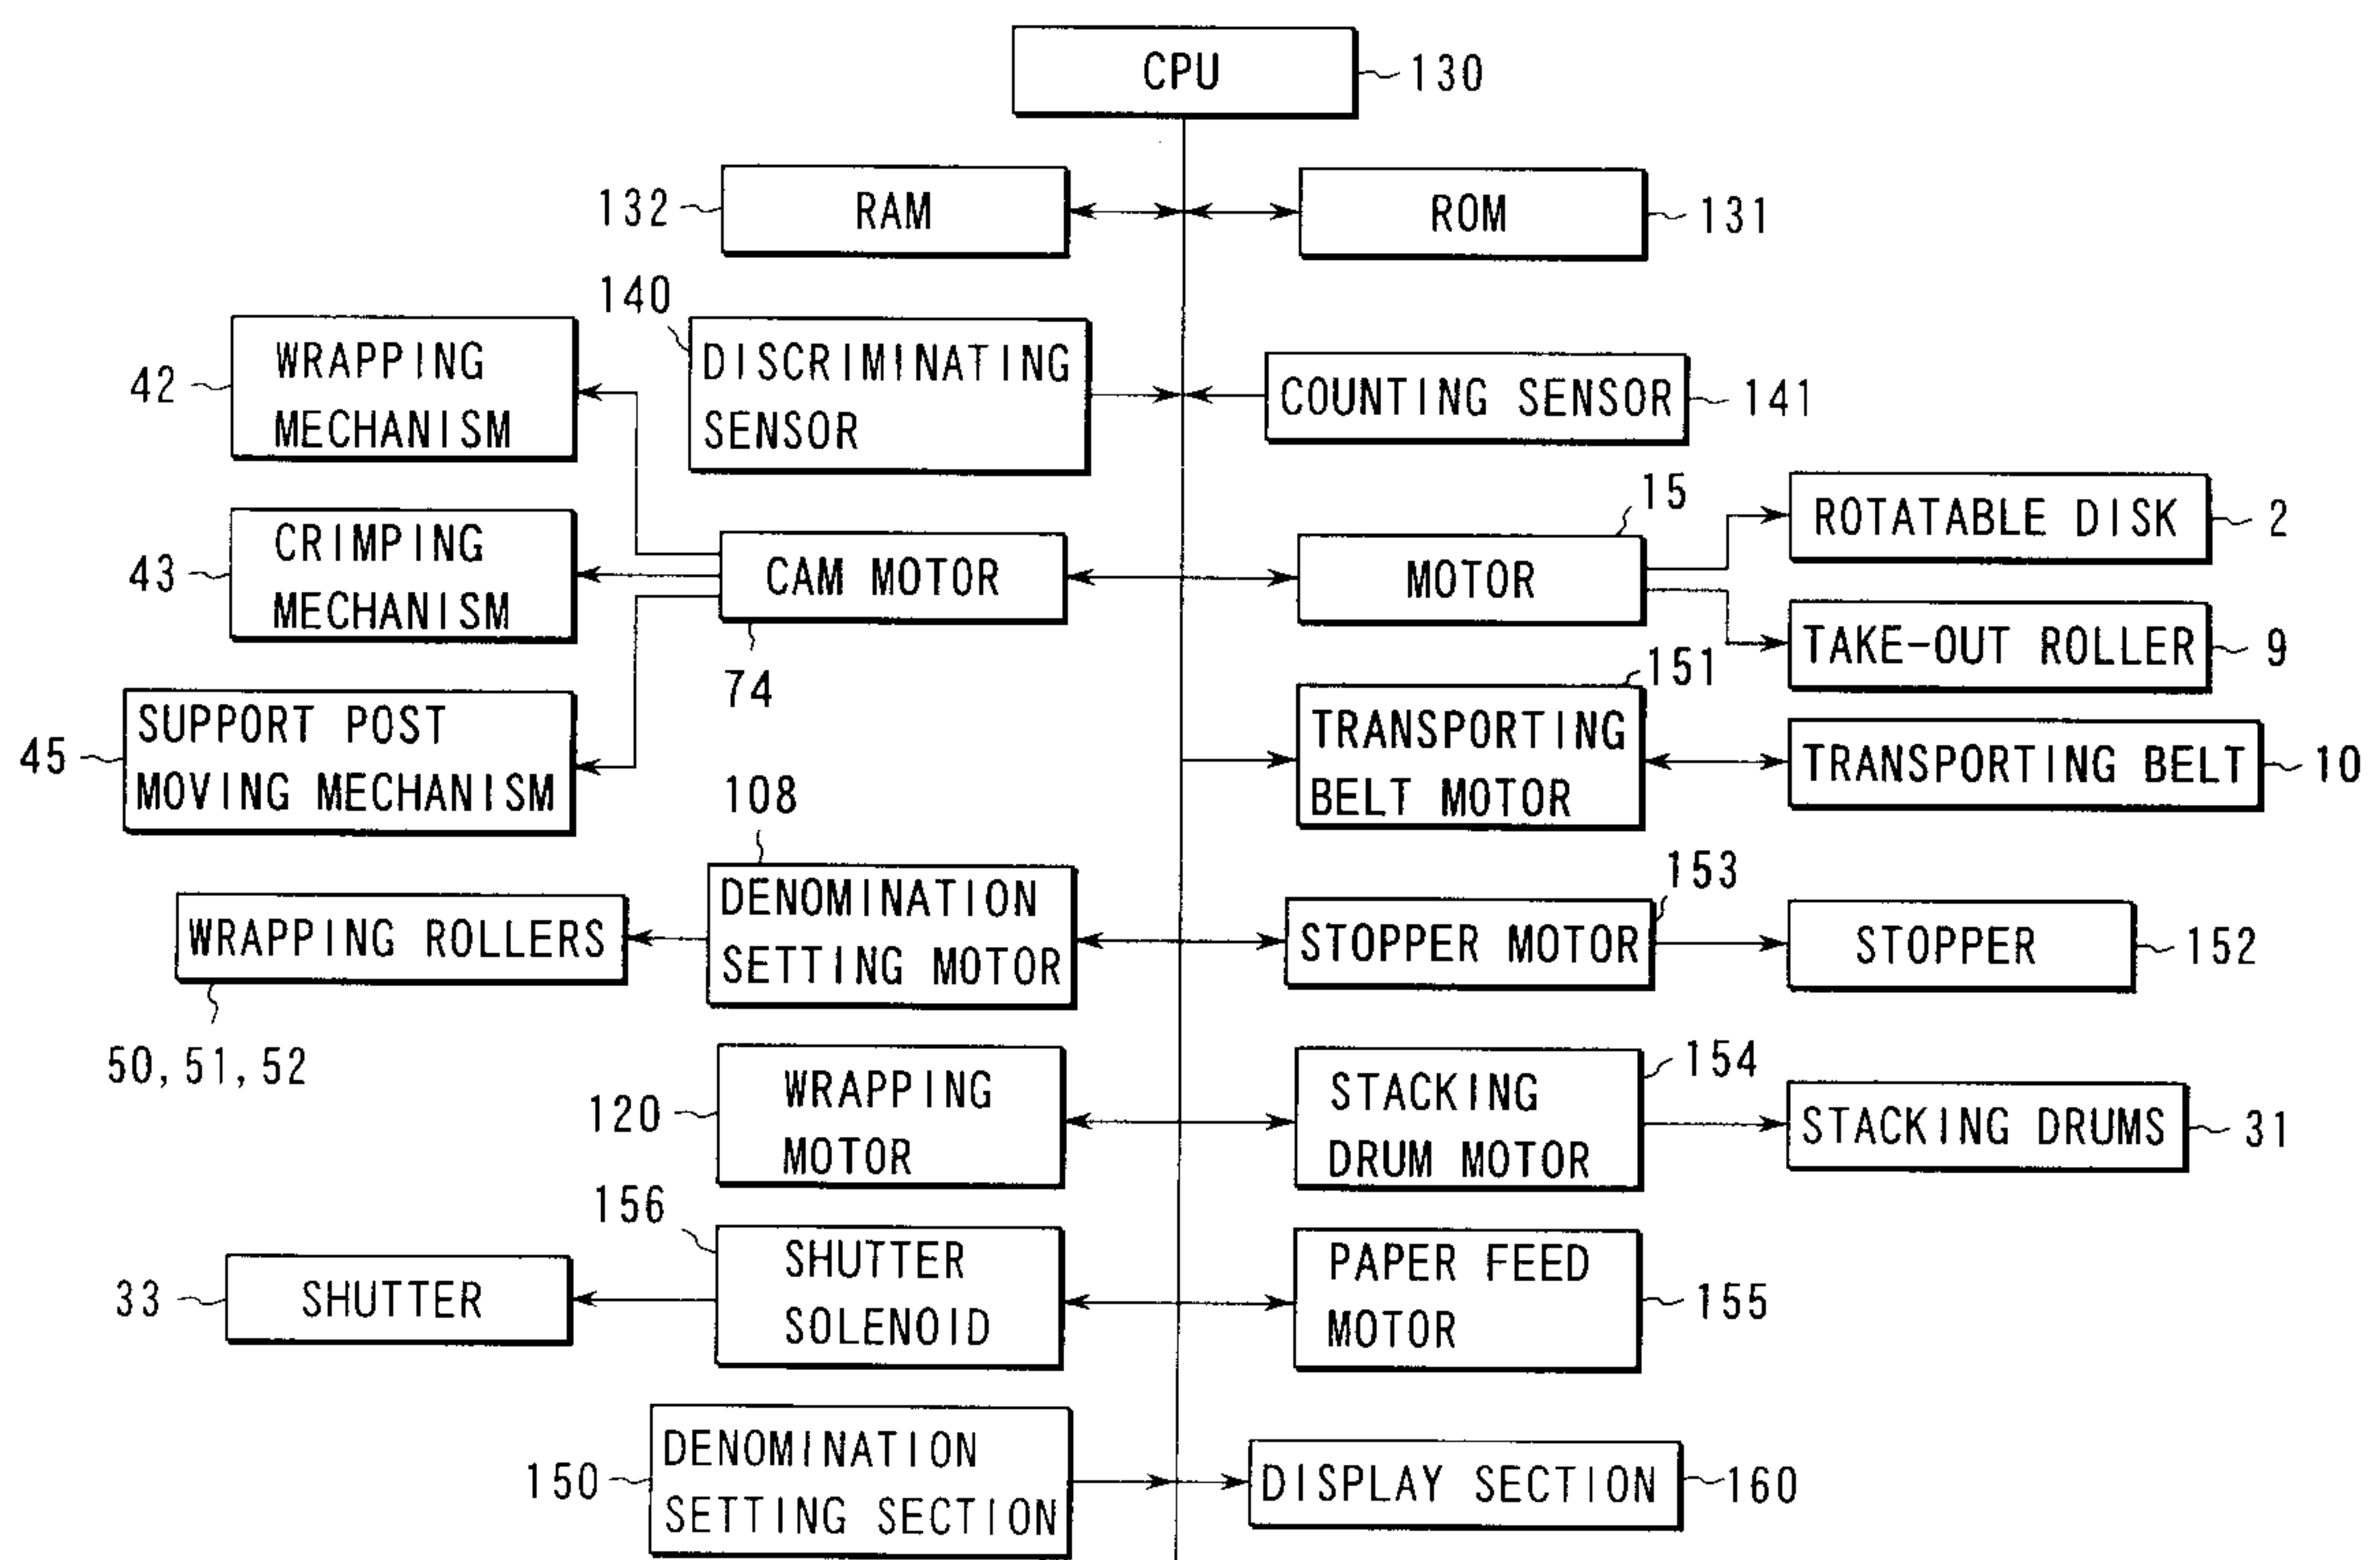 CPU
130
132
RAM
ROM
131
140
42
WRAPPING
MECHANISM
DISCRIMINATING
SENSOR
COUNTING SENSOR
141
43
CRIMPING
MECHANISM
CAM MOTOR
74
15
MOTOR
ROTATABLE DISK
2
TAKE-OUT ROLLER
9
45
SUPPORT POST
MOVING MECHANISM
151
TRANSPORTING
BELT MOTOR
TRANSPORTING BELT
10
108
WRAPPING ROLLERS
50, 51, 52
DENOMINATION
SETTING MOTOR
153
STOPPER MOTOR
STOPPER
152
120
WRAPPING
MOTOR
154
STACKING
DRUM MOTOR
STACKING DRUMS
31
156
33
SHUTTER
SHUTTER
SOLENOID
PAPER FEED
MOTOR
155
150
DENOMINATION
SETTING SECTION
DISPLAY SECTION
160